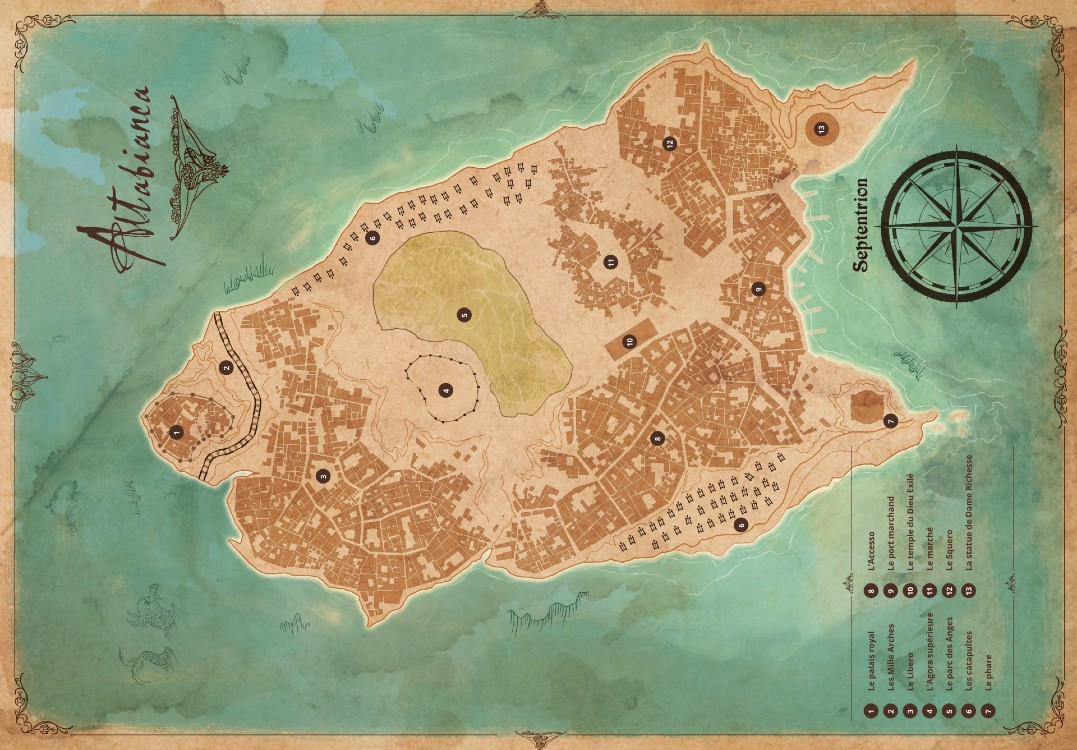 Altabianca
Septentrion
1 Le palais royal
2 Les Mille Arches
3 Le Libero
4 L'Agora supérieure
5 Le parc des Anges
6 Les catapultes
7 Le phare
8 L'Accesso
9 Le port marchand
10 Le temple du Dieu Exilé
11 Le marché
12 Le Squero
13 La statue de Dame Richesse
1
2
3
4
5
6
6
7
8
9
10
11
12
13